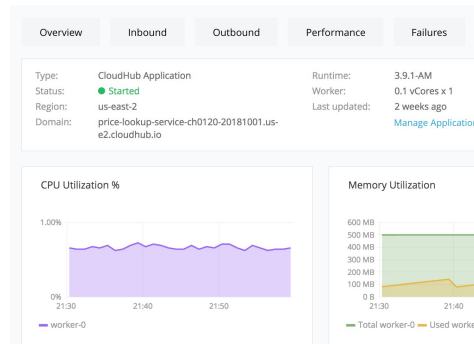 Overview Inbound Outbound Performance Failures
Type: CloudHub Application Runtime: 3.9.1-AM
Status: Started Worker: 0.1 vCores x 1
Region: us-east-2 Last updated: 2 weeks ago
Domain: price-lookup-service-ch0120-20181001.us- Manage Applicatio
e2.cloudhub.io
CPU Utilization % Memory Utilization
1.00% 600 MB
500 MB
400 MB
300 MB
200 MB
100 MB
0% 0 B
21:30 21:40 21:50 21:30 21:40
worker-0 Total worker-0 Used worke